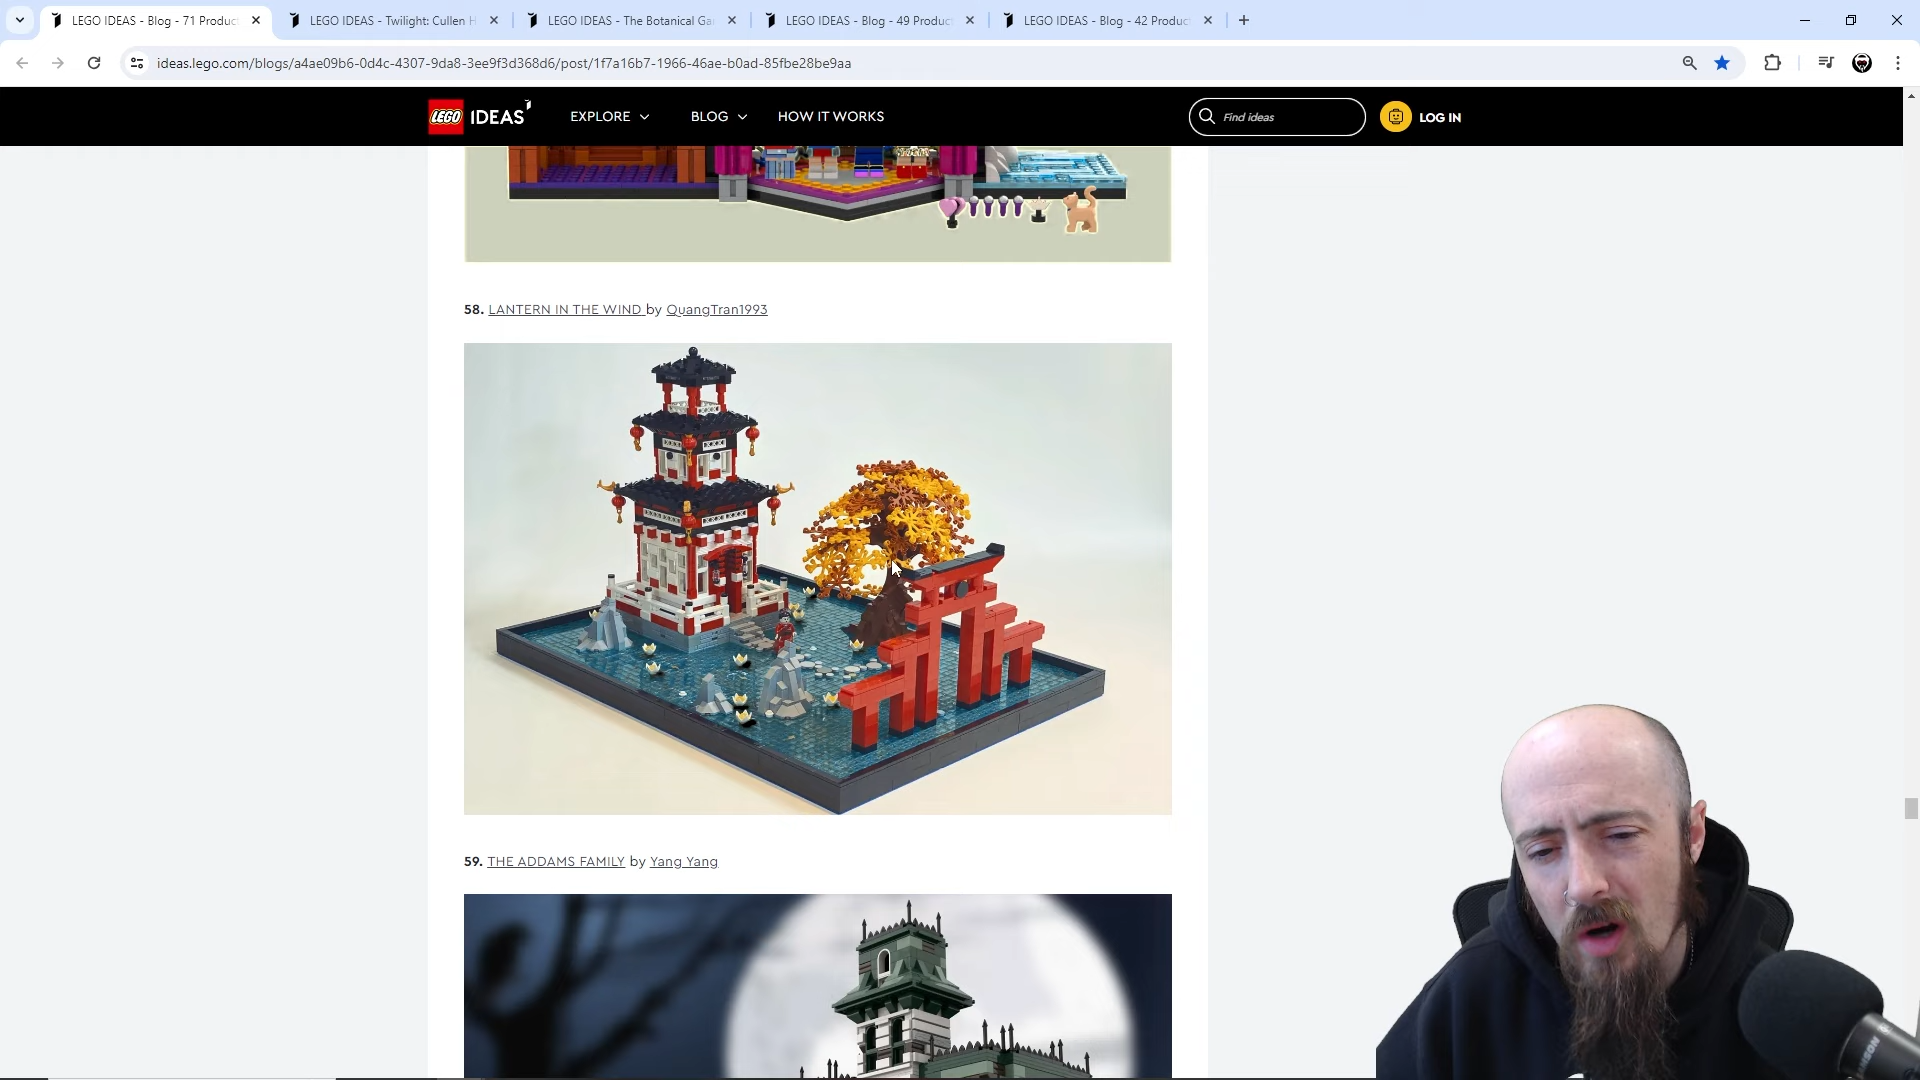 LEGO IDEAS - Blog - 71 Produc
LEGO IDEAS - Twilight: Cullen H
LEGO IDEAS - The Botanical Ga
LEGO IDEAS - Blog - 49 Produc
LEGO IDEAS - Blog - 42 Produc
ideas.lego.com/blogs/a4ae09b6-0d4c-4307-9da8-3ee9f3d368d6/post/1f7a16b7-1966-46ae-b0ad-85fbe28be9aa
LEGO IDEAS
EXPLORE
BLOG
HOW IT WORKS
Find ideas
LOG IN
58. LANTERN IN THE WIND by QuangTran1993
59. THE ADDAMS FAMILY by Yang Yang